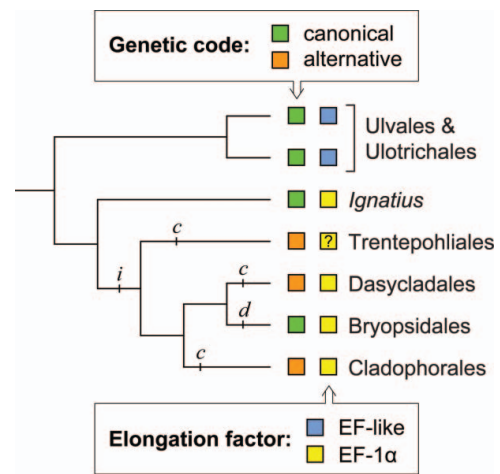 Genetic code:
canonical
alternative
Ulvales &
Ulotrichales
Ignatius
c
? Trentepohliales
i
c
Dasycladales
d
Bryopsidales
c
Cladophorales
Elongation factor:
EF-like
EF-1α